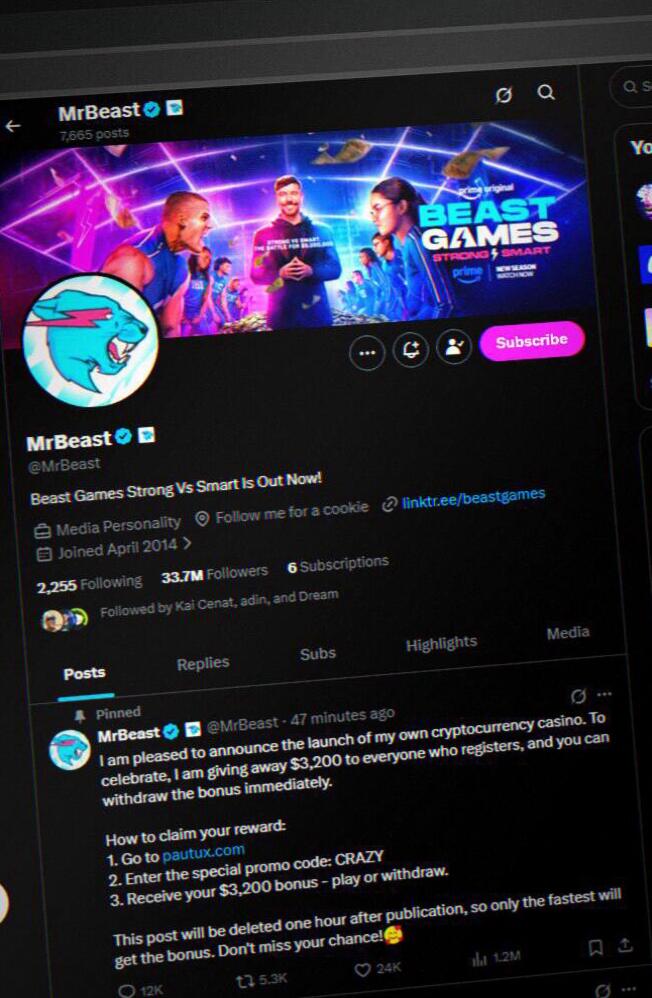 MrBeast
7,665 posts
S
Yo
STRONG VS SMART
THE BATTLE FOR $5,000,000
prime original
BEAST
GAMES
STRONG SMART
prime
NEW SEASON
WATCH NOW
Subscribe
MrBeast
@MrBeast
Beast Games Strong Vs Smart Is Out Now!
Media Personality Follow me for a cookie linktr.ee/beastgames
Joined April 2014 >
2,255 Following 33.7M Followers 6 Subscriptions
Followed by Kai Cenat, adin, and Dream
Posts Replies Subs Highlights Media
Pinned
MrBeast @MrBeast · 47 minutes ago
I am pleased to announce the launch of my own cryptocurrency casino. To
celebrate, I am giving away $3,200 to everyone who registers, and you can
withdraw the bonus immediately.
How to claim your reward:
1. Go to pautux.com
2. Enter the special promo code: CRAZY
3. Receive your $3,200 bonus – play or withdraw.
This post will be deleted one hour after publication, so only the fastest will
get the bonus. Don't miss your chance!🥰
12K 5.3K 24K 1.2M